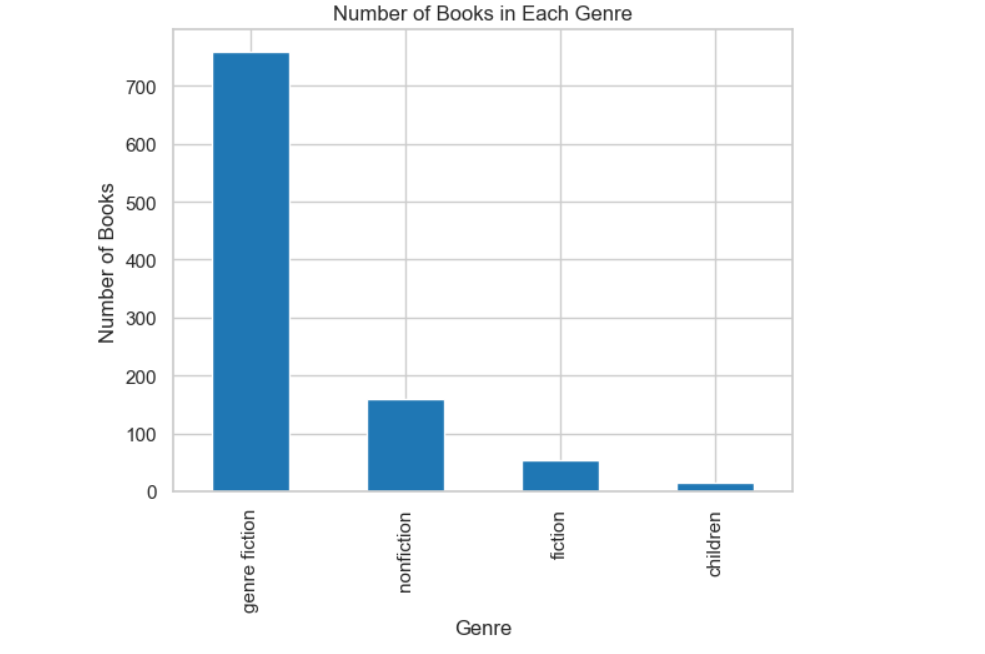 Number of Books in Each Genre
700
600
500
400
300
200
100
0
Number of Books
genre fiction
nonfiction
fiction
children
Genre